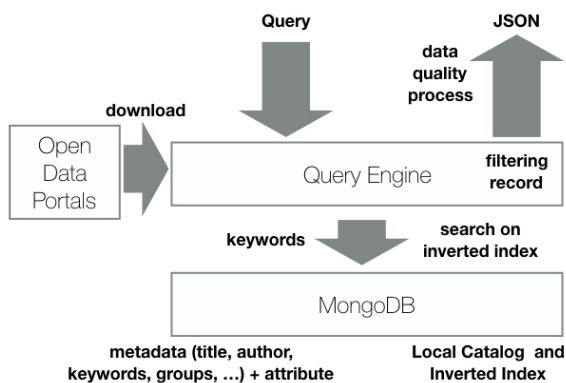 Query
JSON
data
quality
process
download
Open
Data
Portals
Query Engine
filtering
record
keywords
search on
inverted index
MongoDB
metadata (title, author,
keywords, groups, ...) + attribute
Local Catalog and
Inverted Index